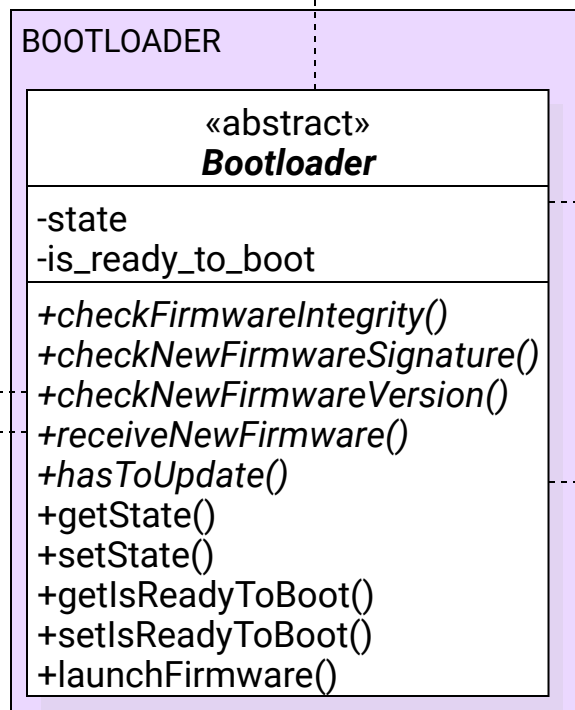 BOOTLOADER
«abstract»
Bootloader
-state
-is_ready_to_boot
+checkFirmwareIntegrity()
+checkNewFirmwareSignature()
+checkNewFirmwareVersion()
+receiveNewFirmware()
+hasToUpdate()
+getState()
+setState()
+getIsReadyToBoot()
+setIsReadyToBoot()
+launchFirmware()